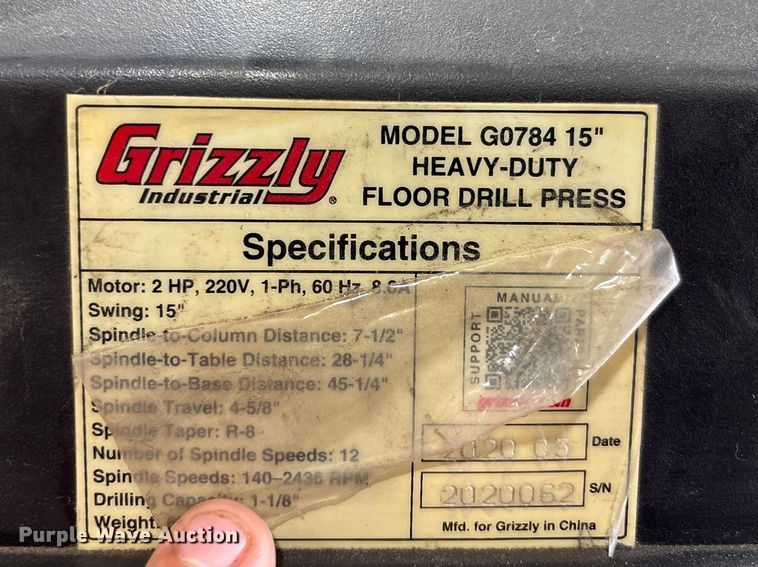 Grizzly
Industrial®
MODEL G0784 15"
HEAVY-DUTY
FLOOR DRILL PRESS
Specifications
Motor: 2 HP, 220V, 1-Ph, 60 Hz, 8.0A
Swing: 15"
Spindle-to-Column Distance: 7-1/2"
Spindle-to-Table Distance: 28-1/4"
Spindle-to-Base Distance: 45-1/4"
Spindle Travel: 4-5/8"
Spindle Taper: R-8
Number of Spindle Speeds: 12
Spindle Speeds: 140–2436 RPM
Drilling Capacity: 1-1/8"
Weight:
MANUAL
SUPPORT
2020 03 Date
2020062 S/N
Mfd. for Grizzly in China
Purple Wave Auction